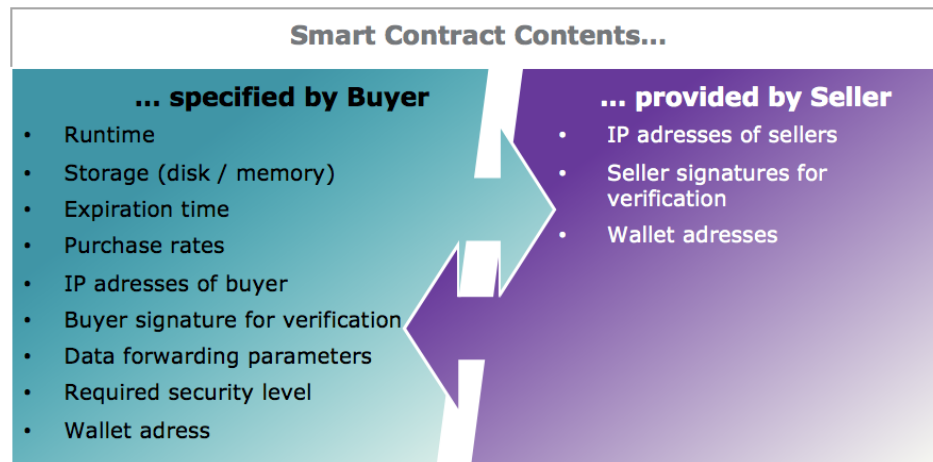 Smart Contract Contents...
... specified by Buyer
• Runtime
• Storage (disk / memory)
• Expiration time
• Purchase rates
• IP adresses of buyer
• Buyer signature for verification
• Data forwarding parameters
• Required security level
• Wallet adress
... provided by Seller
• IP adresses of sellers
• Seller signatures for
verification
• Wallet adresses